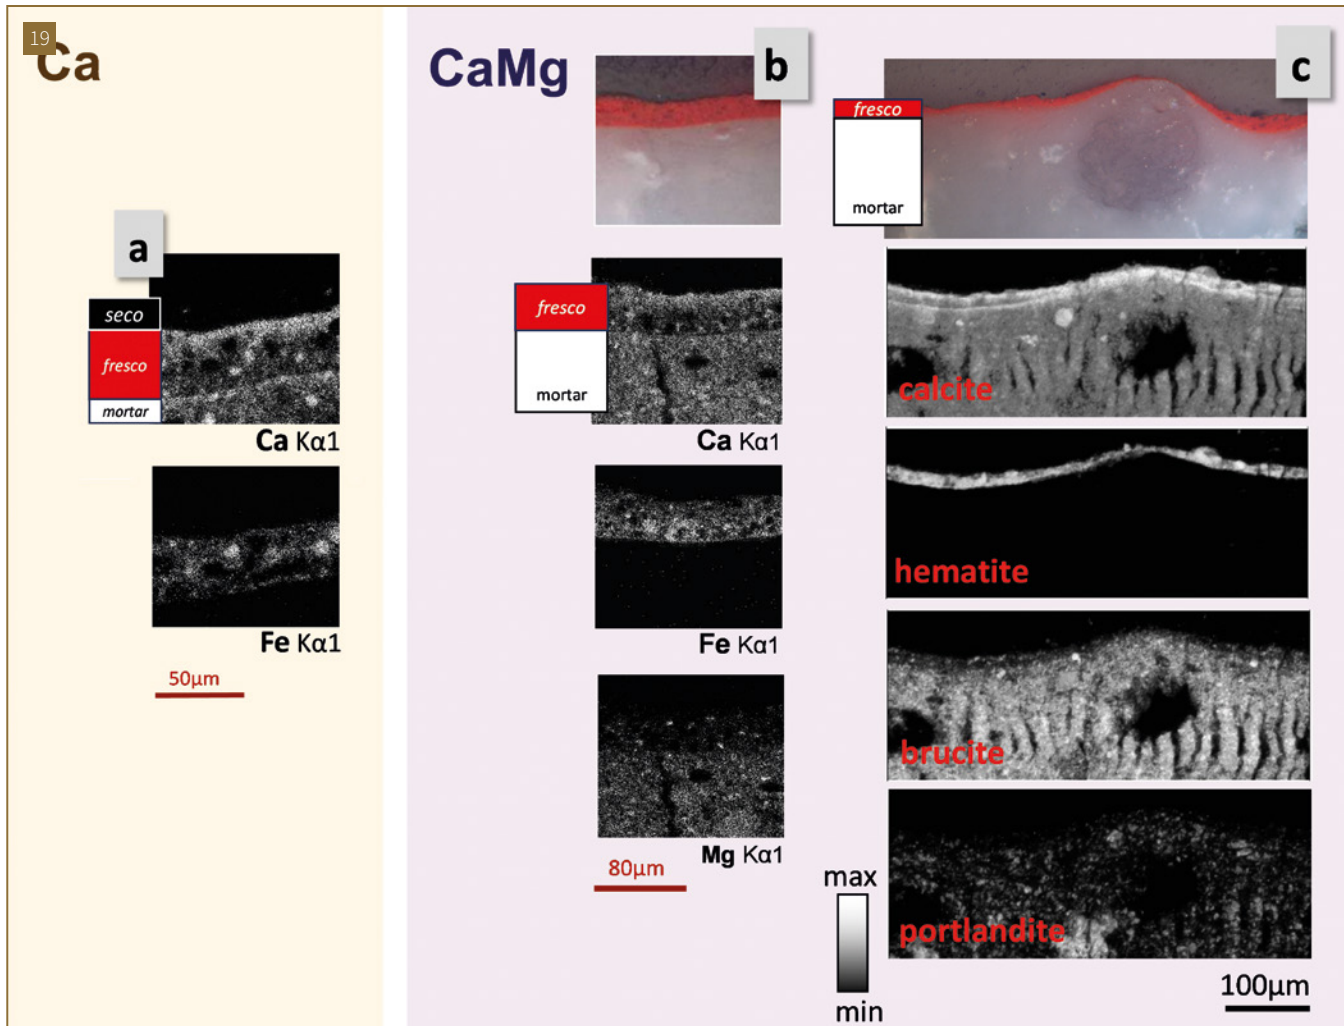 19
Ca
a
seco
fresco
mortar
Ca Kα1
Fe Kα1
50µm
CaMg
b
fresco
mortar
Ca Kα1
Fe Kα1
Mg Kα1
80µm
c
fresco
mortar
calcite
hematite
brucite
portlandite
max
min
100µm